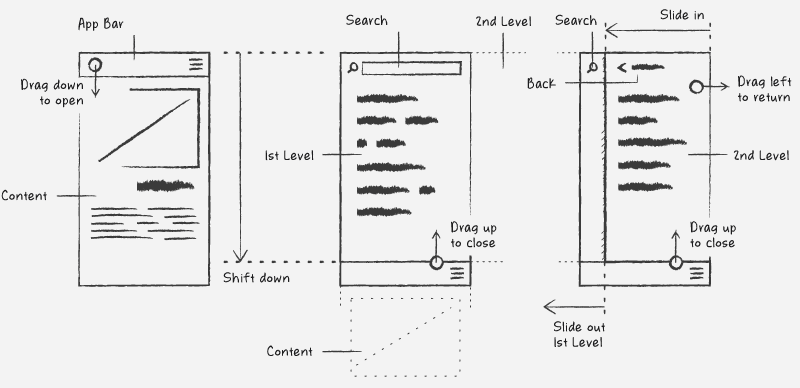 App Bar
Drag down
to open
Content
Shift down
Search
2nd Level
1st Level
Drag up
to close
Content
Search
Slide in
Back
Drag left
to return
2nd Level
Drag up
to close
Slide out
1st Level